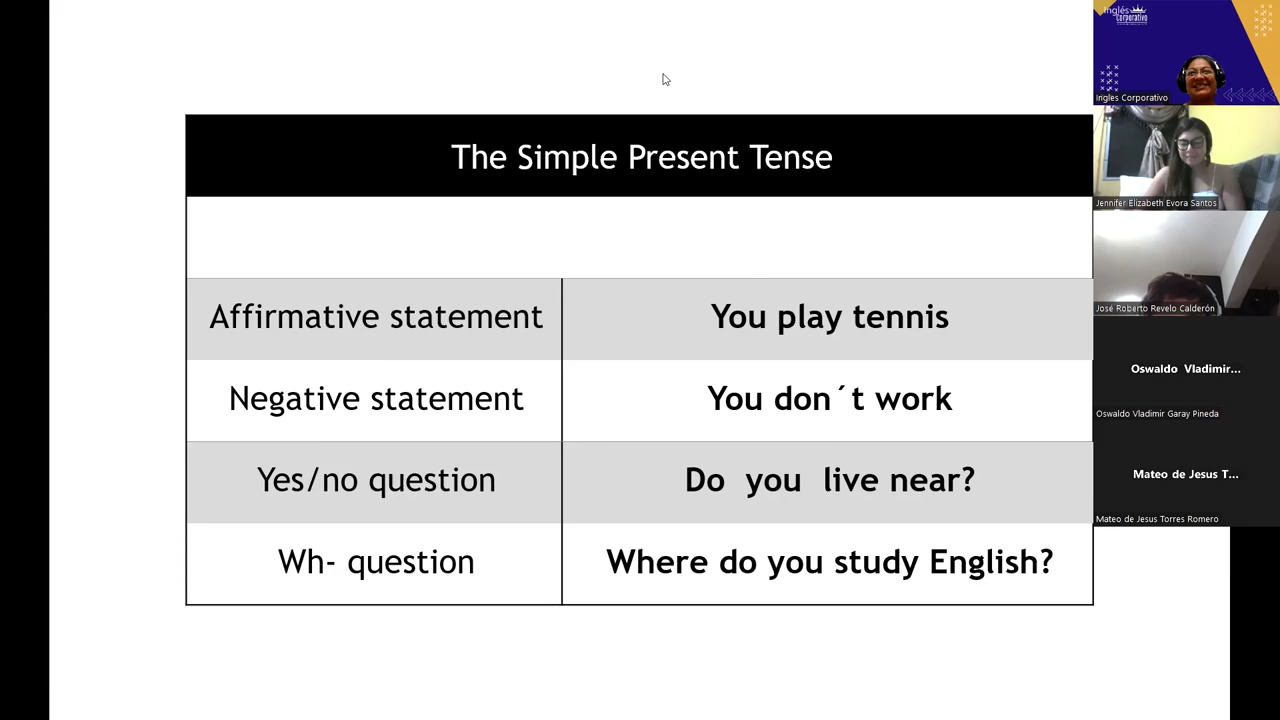 The Simple Present Tense
Affirmative statement
You play tennis
Negative statement
You don´t work
Yes/no question
Do you live near?
Wh- question
Where do you study English?
Inglés
Corporativo
Ingles Corporativo
Jennifer Elizabeth Evora Santos
José Roberto Revelo Calderón
Oswaldo Vladimir...
Oswaldo Vladimir Garay Pineda
Mateo de Jesus T...
Mateo de Jesus Torres Romero